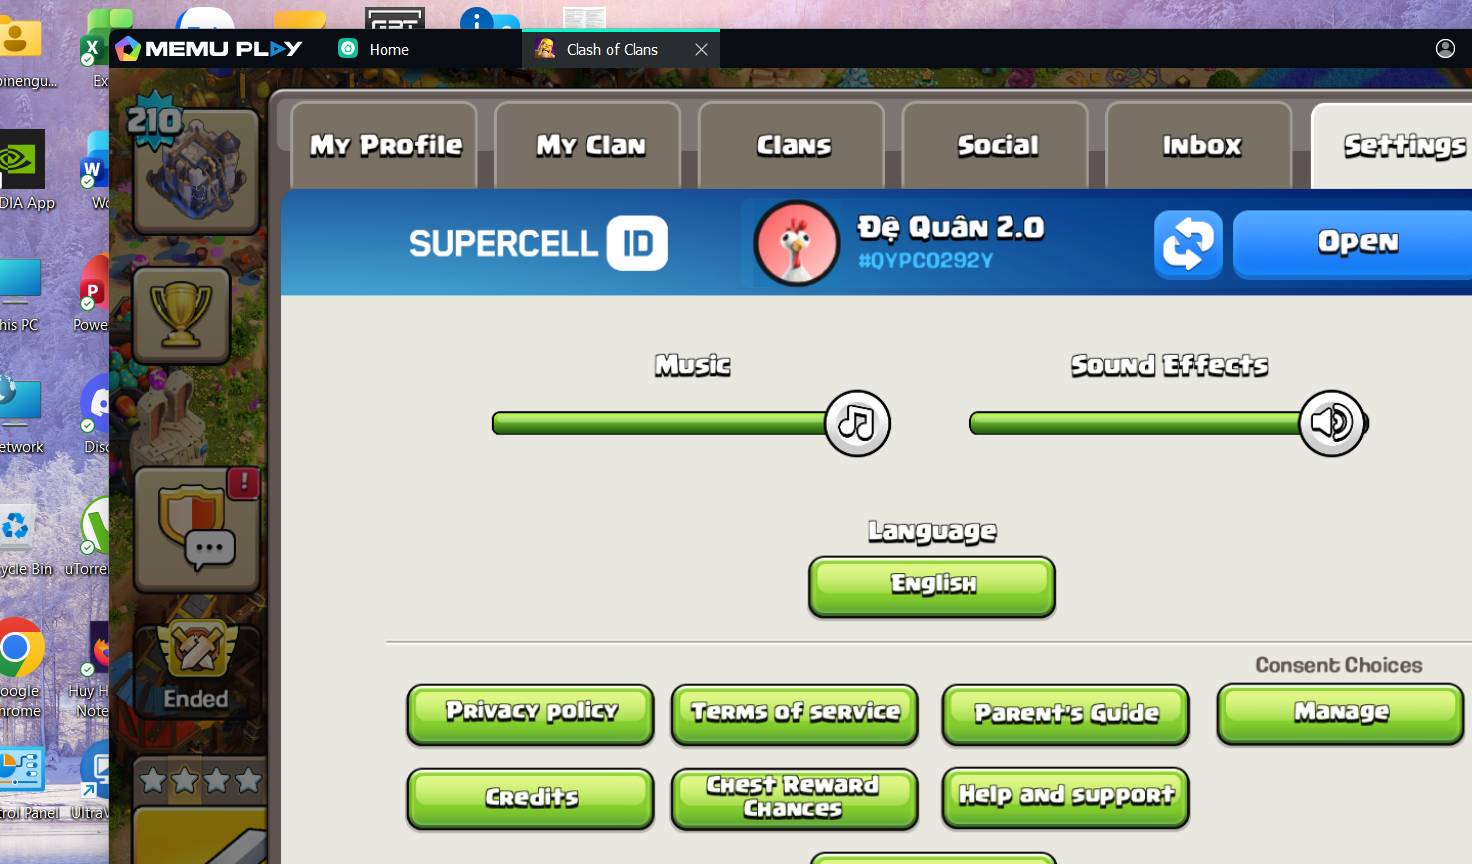 MEMU PLAY
Home
Clash of Clans
210
My Profile
My Clan
Clans
Social
Inbox
Settings
SUPERCELL ID
Đệ Quân 2.0
#QYPC0292Y
Open
Music
Sound Effects
Language
English
Consent Choices
Privacy policy
Terms of service
Parent's Guide
Manage
Credits
Chest Reward
Chances
Help and support
!
Ended
X
W
P
DIA App
his PC
etwork
ycle Bin
uTorre
oogle
hrome
Huy H
Note
trol Panel
Ultra
Powe
Disc